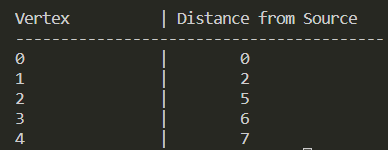 Vertex | Distance from Source
-------------------------------------
0 | 0
1 | 2
2 | 5
3 | 6
4 | 7